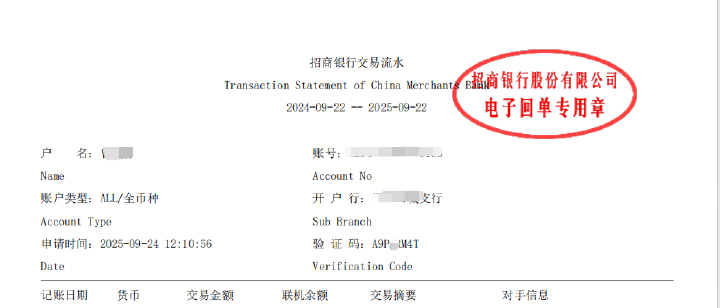 招商银行交易流水
Transaction Statement of China Merchants Bank
2024-09-22 -- 2025-09-22
招商银行股份有限公司
电子回单专用章
户 名：
账号：
Name
Account No
账户类型：ALL/全币种
开 户 行： 支行
Account Type
Sub Branch
申请时间：2025-09-24 12:10:56
验 证 码：
Date
Verification Code
记账日期 货币 交易金额 联机余额 交易摘要 对手信息